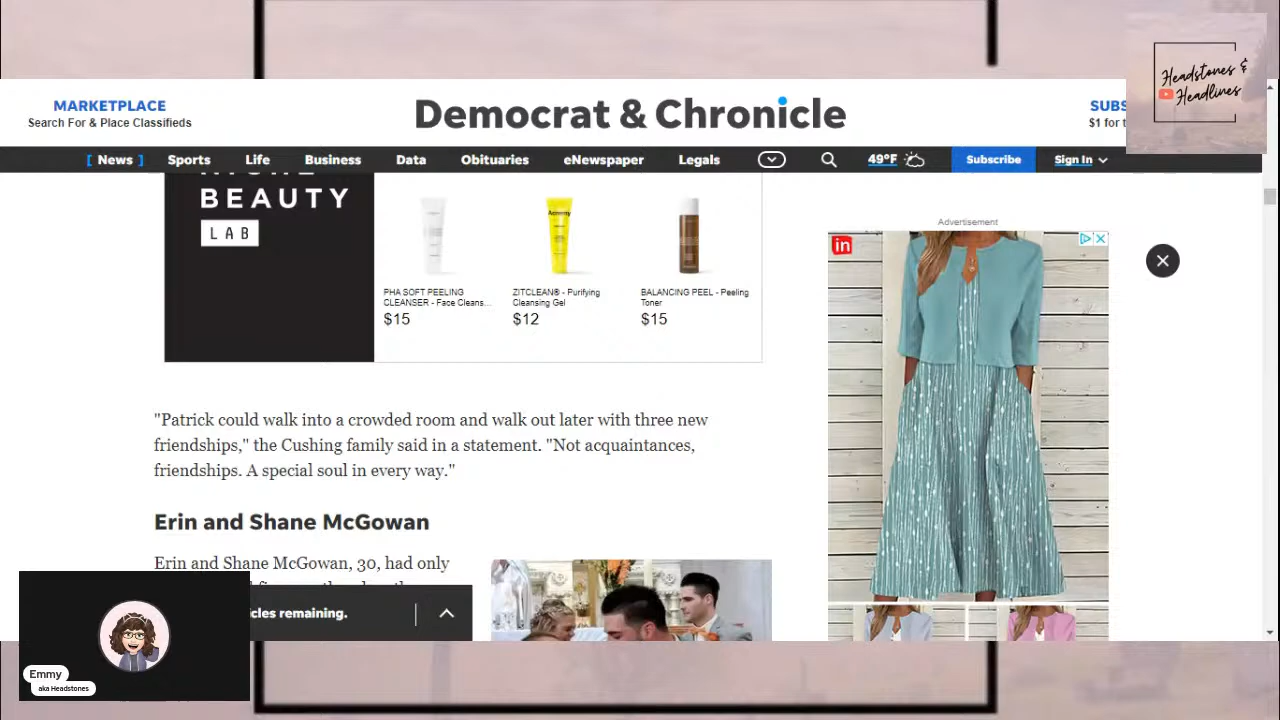 MARKETPLACE
Search For & Place Classifieds
Democrat & Chronicle
SUBS
$1 for t
Headstones &
Headlines
[ News ]
Sports
Life
Business
Data
Obituaries
eNewspaper
Legals
49°F
Subscribe
Sign In
BEAUTY
LAB
PHA SOFT PEELING
CLEANSER - Face Cleans...
$15
ZITCLEAN® - Purifying
Cleansing Gel
$12
BALANCING PEEL - Peeling
Toner
$15
Advertisement
in
"Patrick could walk into a crowded room and walk out later with three new
friendships," the Cushing family said in a statement. "Not acquaintances,
friendships. A special soul in every way."
Erin and Shane McGowan
Erin and Shane McGowan, 30, had only
cles remaining.
Emmy
aka Headstones